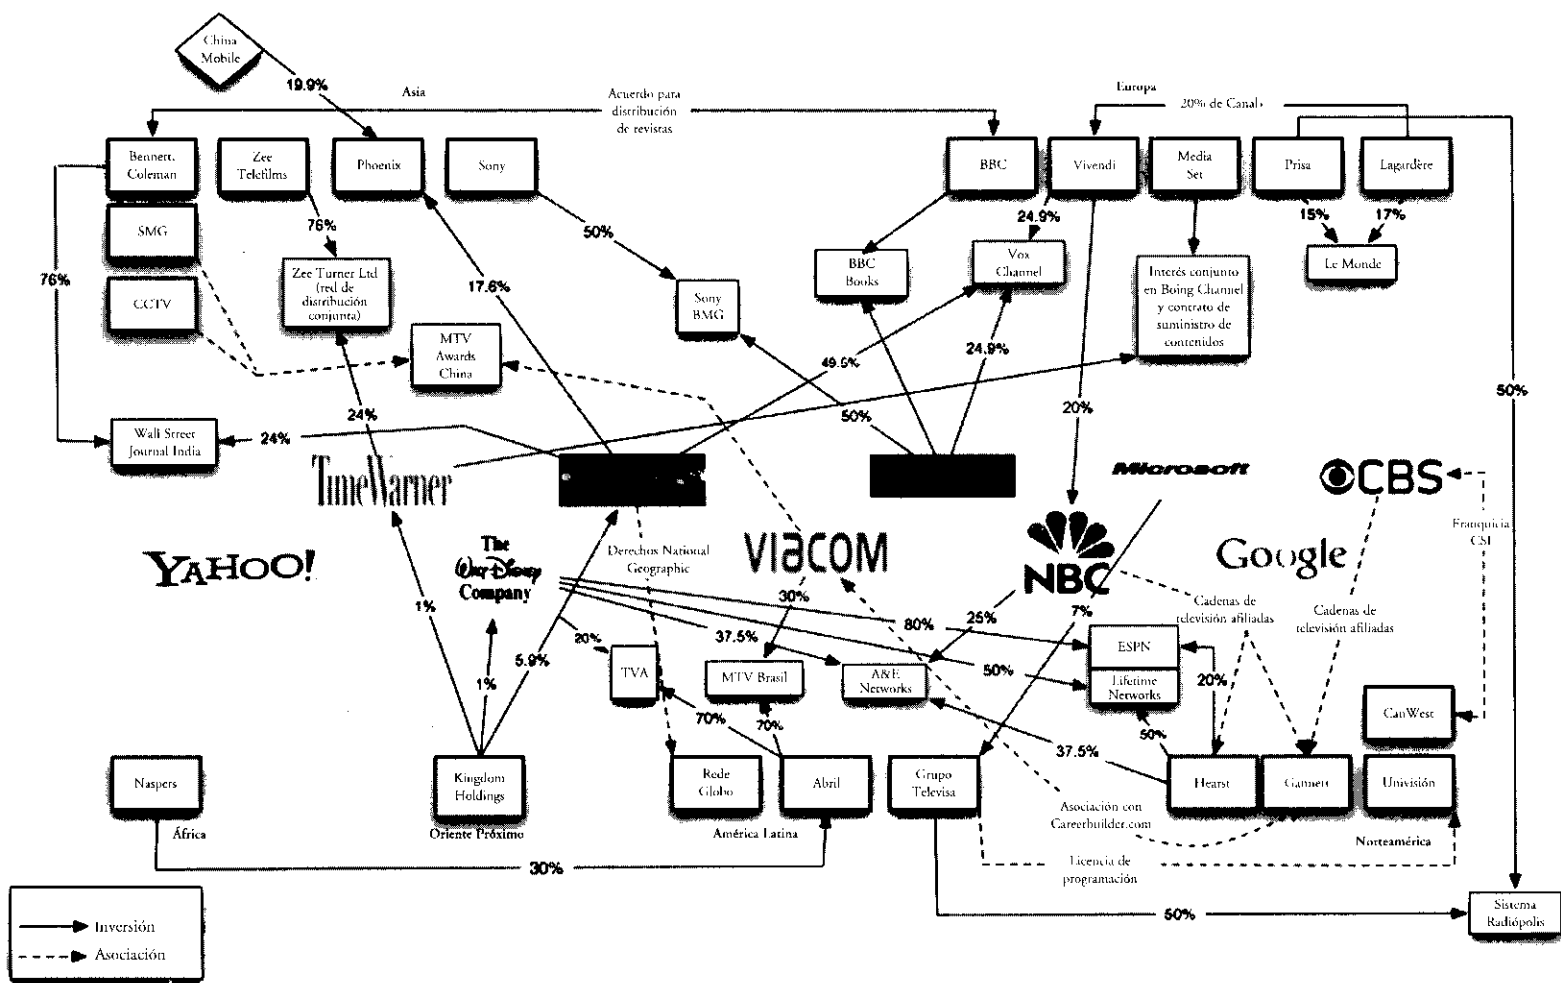 China
Mobile
19.9%
Asia
Acuerdo para
distribución
de revistas
Europa
20% de Canal+
Bennett,
Coleman
Zee
Telefilms
Phoenix
Sony
BBC
Vivendi
Media
Set
Prisa
Lagardère
76%
50%
24.9%
15%
17%
SMG
CCTV
76%
Zee Turner Ltd
(red de
distribución
conjunta)
17.6%
Sony
BMG
BBC
Books
Vox
Channel
Interés conjunto
en Boing Channel
y contrato de
suministro de
contenidos
Le Monde
MTV
Awards
China
49.5%
24.9%
50%
24%
50%
20%
Wall Street
Journal India
24%
TimeWarner
Microsoft
CBS
Franquicia
CSI
YAHOO!
The
Walt Disney
Company
Derechos National
Geographic
VIACOM
NBC
Google
1%
1%
5.9%
20%
37.5%
30%
80%
50%
25%
7%
Cadenas de
televisión afiliadas
Cadenas de
televisión afiliadas
TVA
MTV Brasil
A&E
Networks
ESPN
Lifetime
Networks
20%
CanWest
70%
70%
50%
37.5%
Naspers
Kingdom
Holdings
Rede
Globo
Abril
Grupo
Televisa
Hearst
Gannett
Univisión
Asociación con
Careerbuilder.com
África
Oriente Próximo
América Latina
Norteamérica
30%
Licencia de
programación
50%
Sistema
Radiópolis
Inversión
Asociación